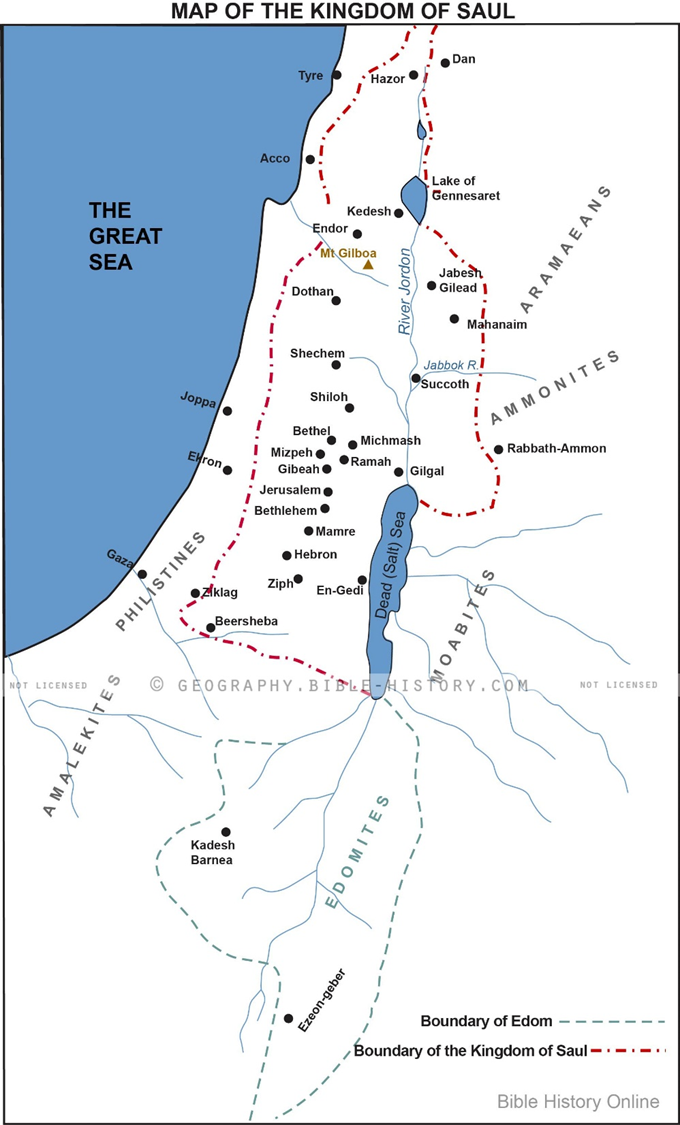 MAP OF THE KINGDOM OF SAUL
Dan
Tyre
Hazor
Acco
Lake of
Gennesaret
THE
GREAT
SEA
Kedesh
Endor
Mt Gilboa
ARAMAEANS
River Jordon
Jabesh
Gilead
Dothan
Mahanaim
Shechem
Jabbok R.
Succoth
AMMONITES
Joppa
Shiloh
Bethel
Michmash
Mizpeh
Ramah
Rabbath-Ammon
Ekron
Gibeah
Gilgal
Jerusalem
Bethlehem
Mamre
Dead (Salt) Sea
Hebron
Gaza
PHILISTINES
Ziph
En-Gedi
Ziklag
Beersheba
MOABITES
NOT LICENSED
© GEOGRAPHY.BIBLE-HISTORY.COM
NOT LICENSED
AMALEKITES
EDOMITES
Kadesh
Barnea
Ezeon-geber
Boundary of Edom
Boundary of the Kingdom of Saul
Bible History Online